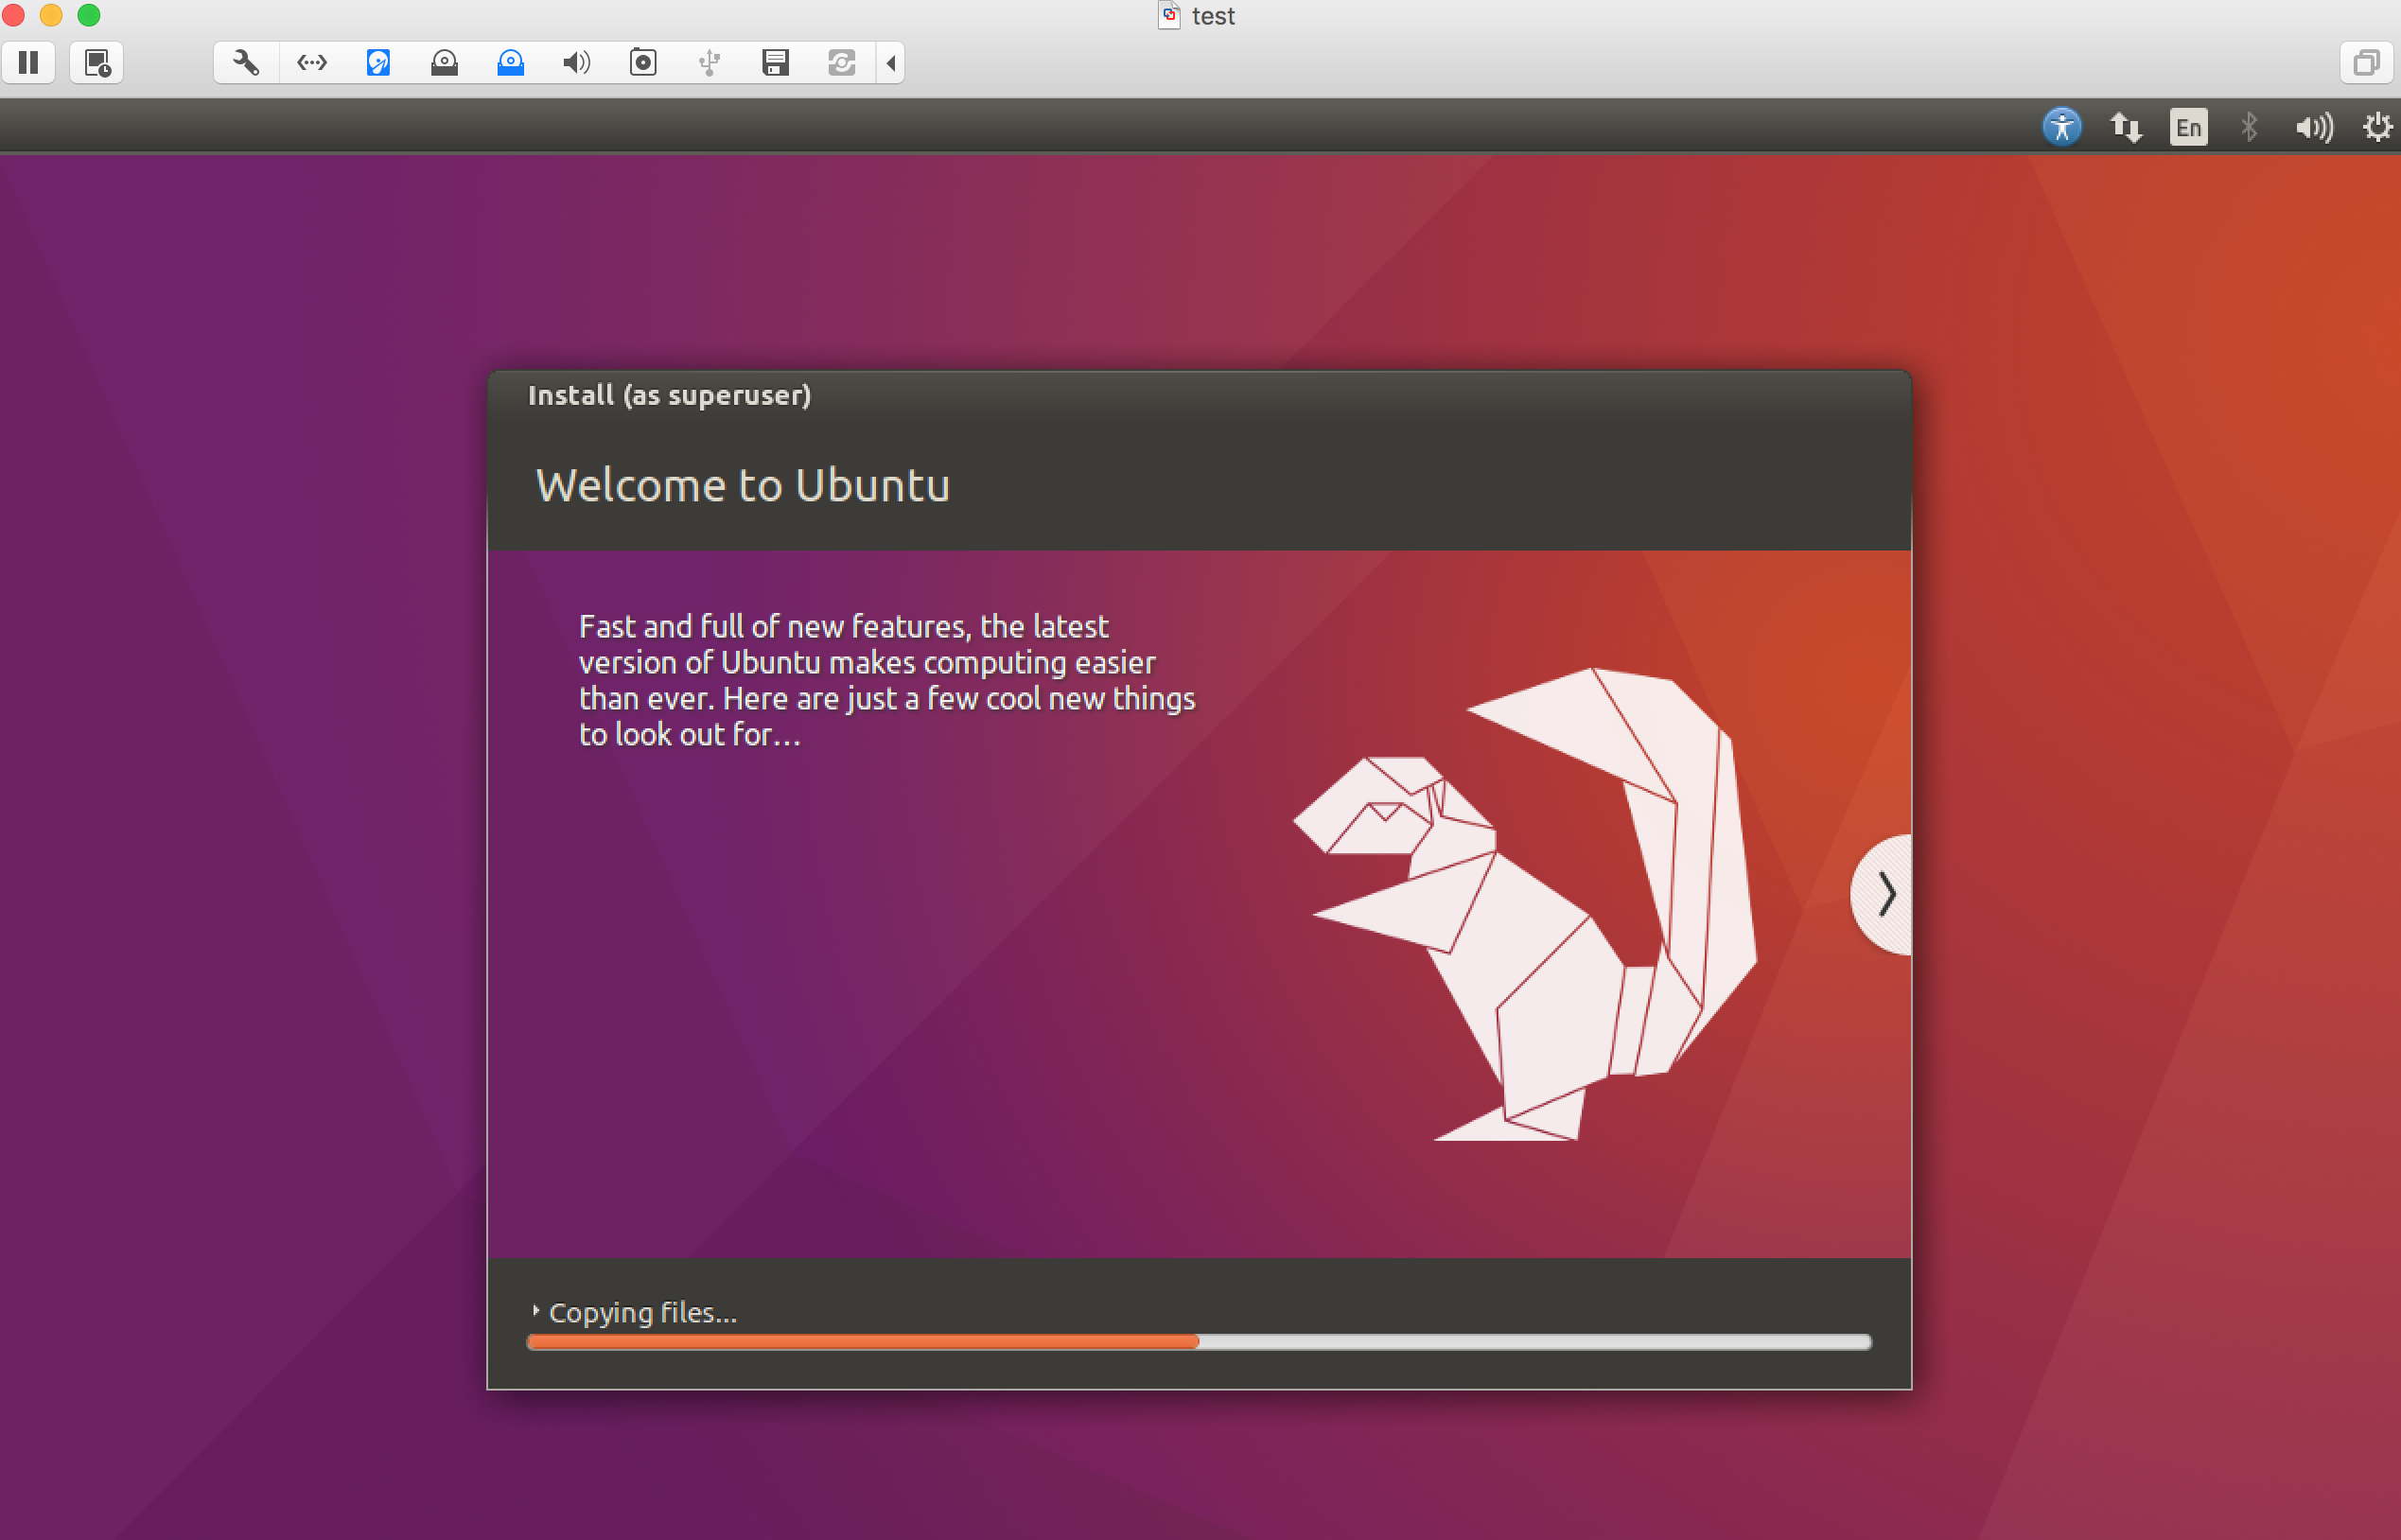 test
En
Install (as superuser)
Welcome to Ubuntu
Fast and full of new features, the latest
version of Ubuntu makes computing easier
than ever. Here are just a few cool new things
to look out for…
Copying files...